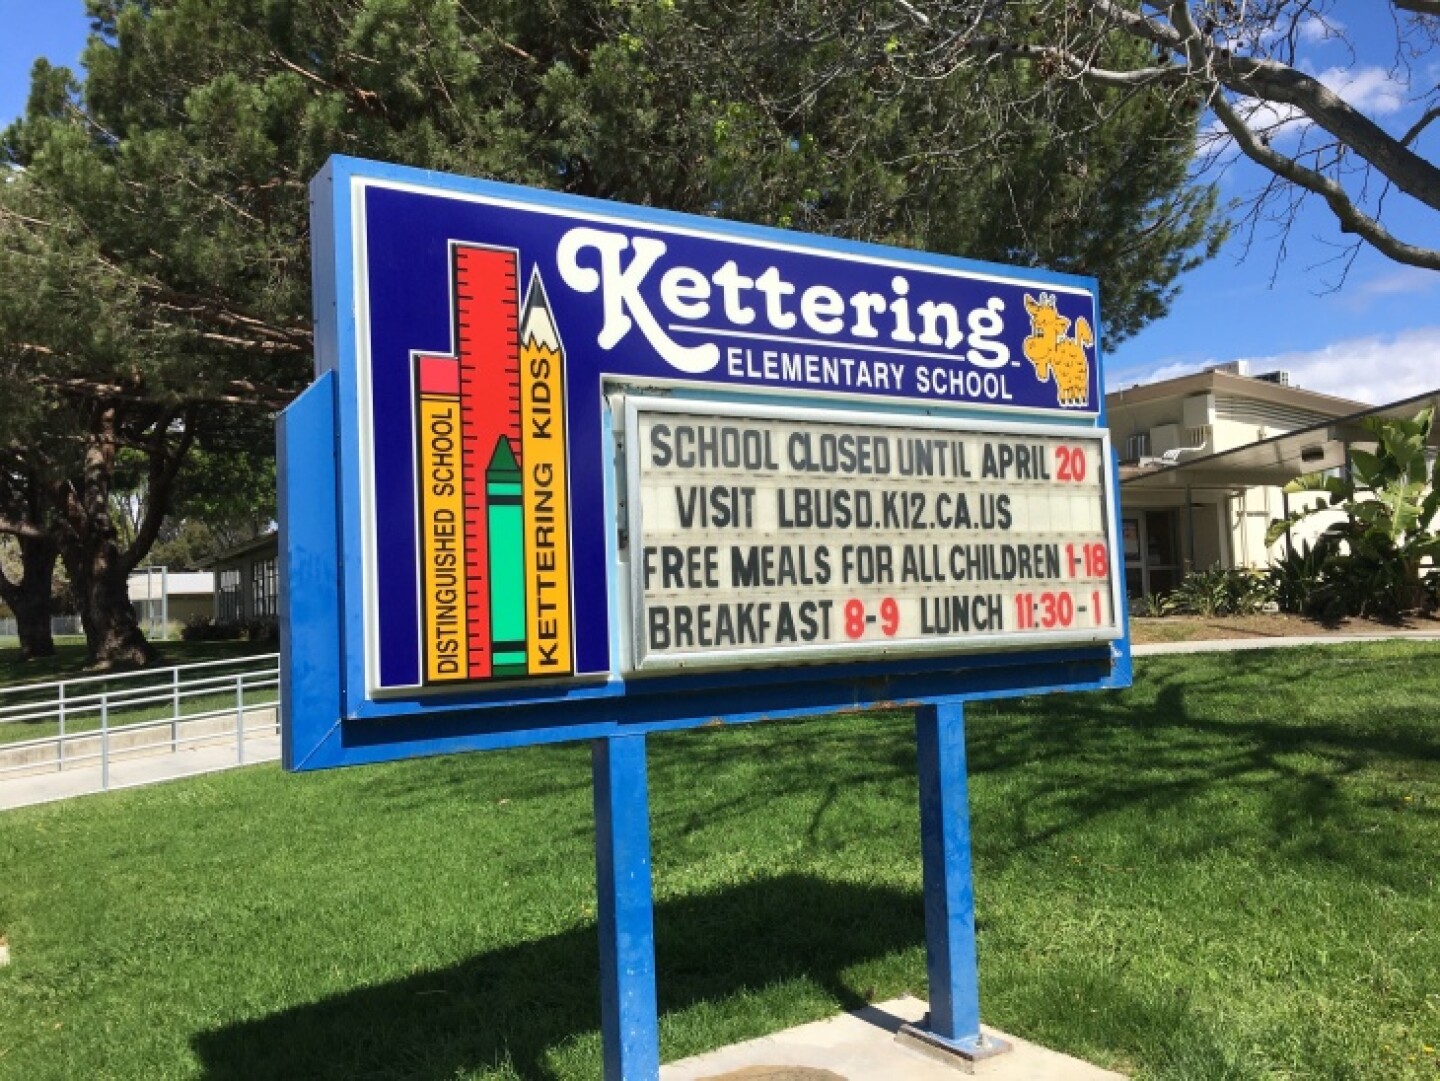 Kettering
ELEMENTARY SCHOOL
DISTINGUISHED SCHOOL
KETTERING KIDS
SCHOOL CLOSED UNTIL APRIL 20
VISIT LBUSD.K12.CA.US
FREE MEALS FOR ALL CHILDREN 1-18
BREAKFAST 8-9 LUNCH 11:30-1